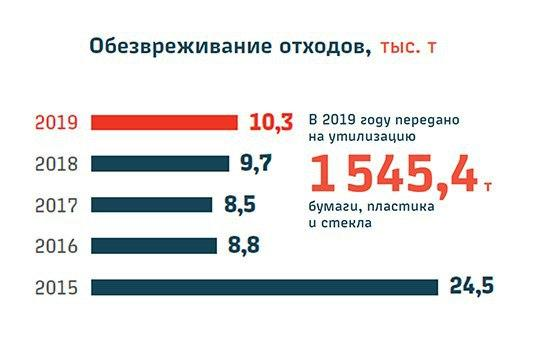 Обезвреживание отходов, тыс. т
2019 10,3
2018 9,7
2017 8,5
2016 8,8
2015 24,5
В 2019 году передано
на утилизацию
1 545,4 т
бумаги, пластика
и стекла